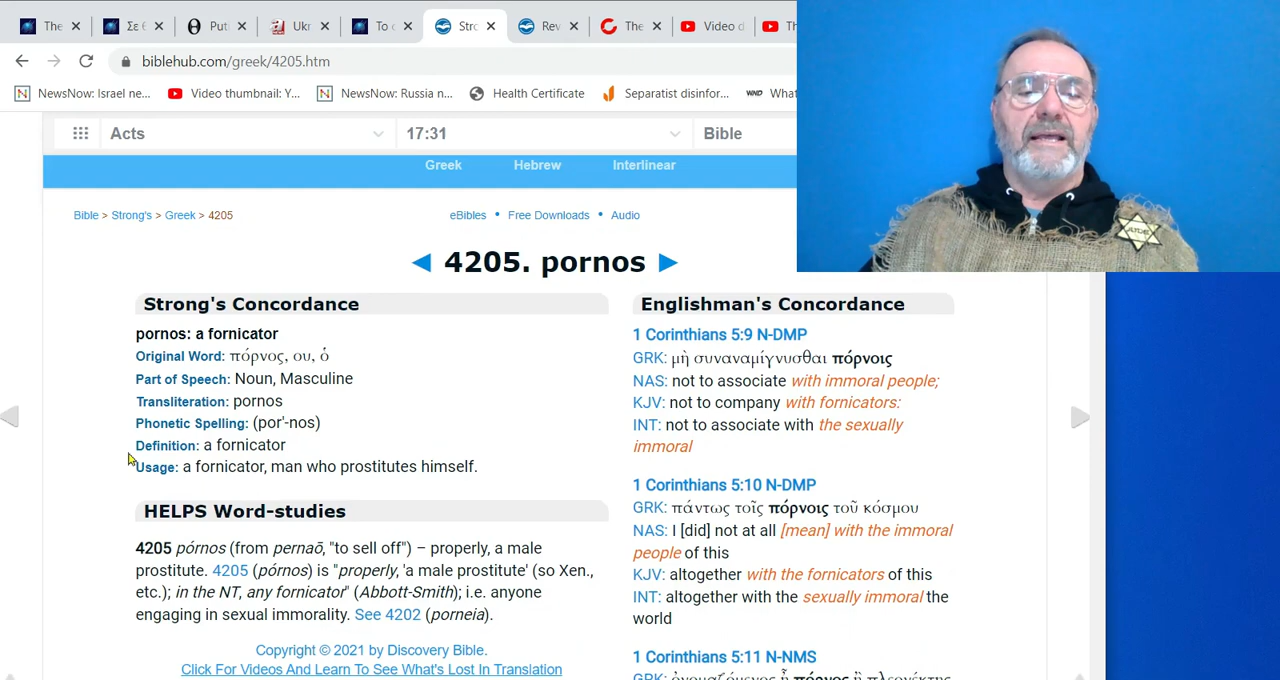 The
Σε
Put
Ukr
To
Strc
Rev
The
Video d
Th
biblehub.com/greek/4205.htm
NewsNow: Israel ne...
Video thumbnail: Y...
NewsNow: Russia n...
Health Certificate
Separatist disinfor...
WND
What
Acts
17:31
Bible
Greek
Hebrew
Interlinear
Bible > Strong's > Greek > 4205
eBibles • Free Downloads • Audio
◄ 4205. pornos ►
Strong's Concordance
pornos: a fornicator
Original Word: πόρνος, ου, ὁ
Part of Speech: Noun, Masculine
Transliteration: pornos
Phonetic Spelling: (por'-nos)
Definition: a fornicator
Usage: a fornicator, man who prostitutes himself.
HELPS Word-studies
4205 pórnos (from pernaō, "to sell off") – properly, a male
prostitute. 4205 (pórnos) is "properly, 'a male prostitute' (so Xen.,
etc.); in the NT, any fornicator" (Abbott-Smith); i.e. anyone
engaging in sexual immorality. See 4202 (porneia).
Copyright © 2021 by Discovery Bible.
Click For Videos And Learn To See What's Lost In Translation
Englishman's Concordance
1 Corinthians 5:9 N-DMP
GRK: μὴ συναναμίγνυσθαι πόρνοις
NAS: not to associate with immoral people;
KJV: not to company with fornicators:
INT: not to associate with the sexually
immoral
1 Corinthians 5:10 N-DMP
GRK: πάντως τοῖς πόρνοις τοῦ κόσμου
NAS: I [did] not at all [mean] with the immoral
people of this
KJV: altogether with the fornicators of this
INT: altogether with the sexually immoral the
world
1 Corinthians 5:11 N-NMS
GRK: ὀνομαζόμενος ἢ πόρνος ἢ πλεονέκτης